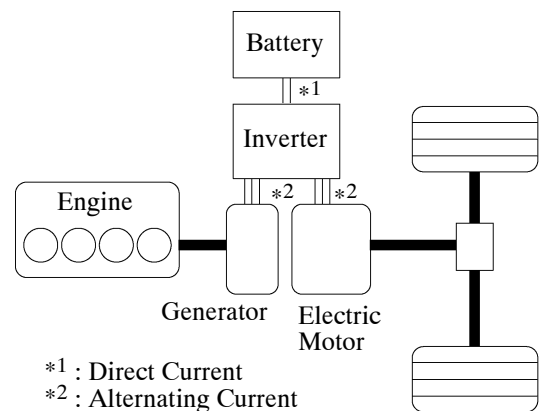 Battery
*1
Inverter
*2
*2
Engine
Generator
Electric
Motor
*1 : Direct Current
*2 : Alternating Current